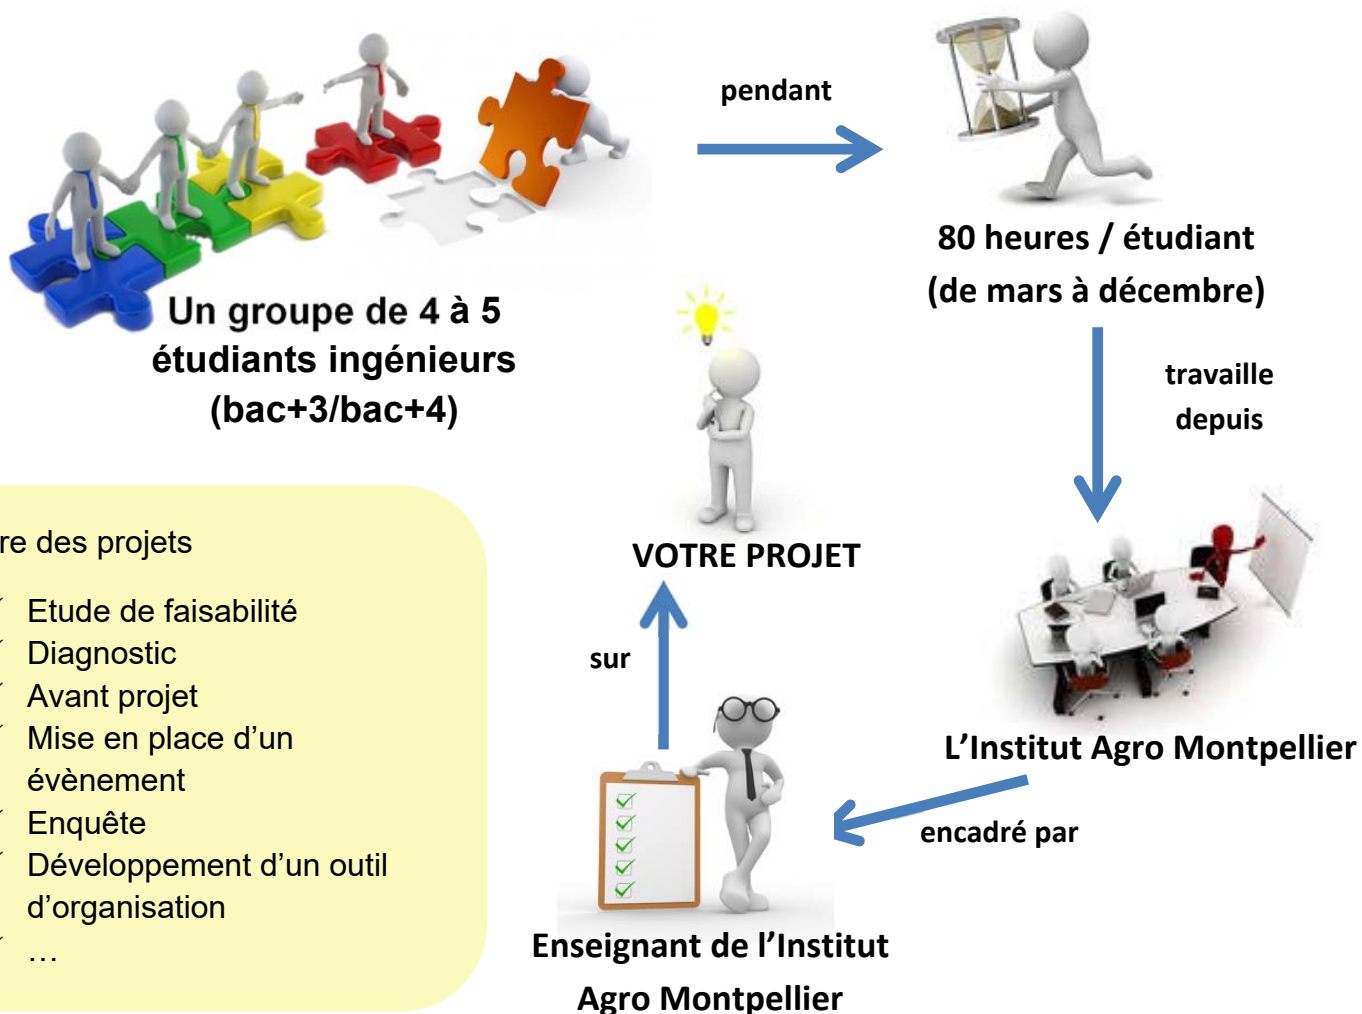 pendant
80 heures / étudiant
(de mars à décembre)
Un groupe de 4 à 5
étudiants ingénieurs
(bac+3/bac+4)
travaille
depuis
VOTRE PROJET
re des projets
Etude de faisabilité
Diagnostic
Avant projet
Mise en place d’un
évènement
Enquête
Développement d’un outil
d’organisation
…
sur
L’Institut Agro Montpellier
encadré par
Enseignant de l’Institut
Agro Montpellier